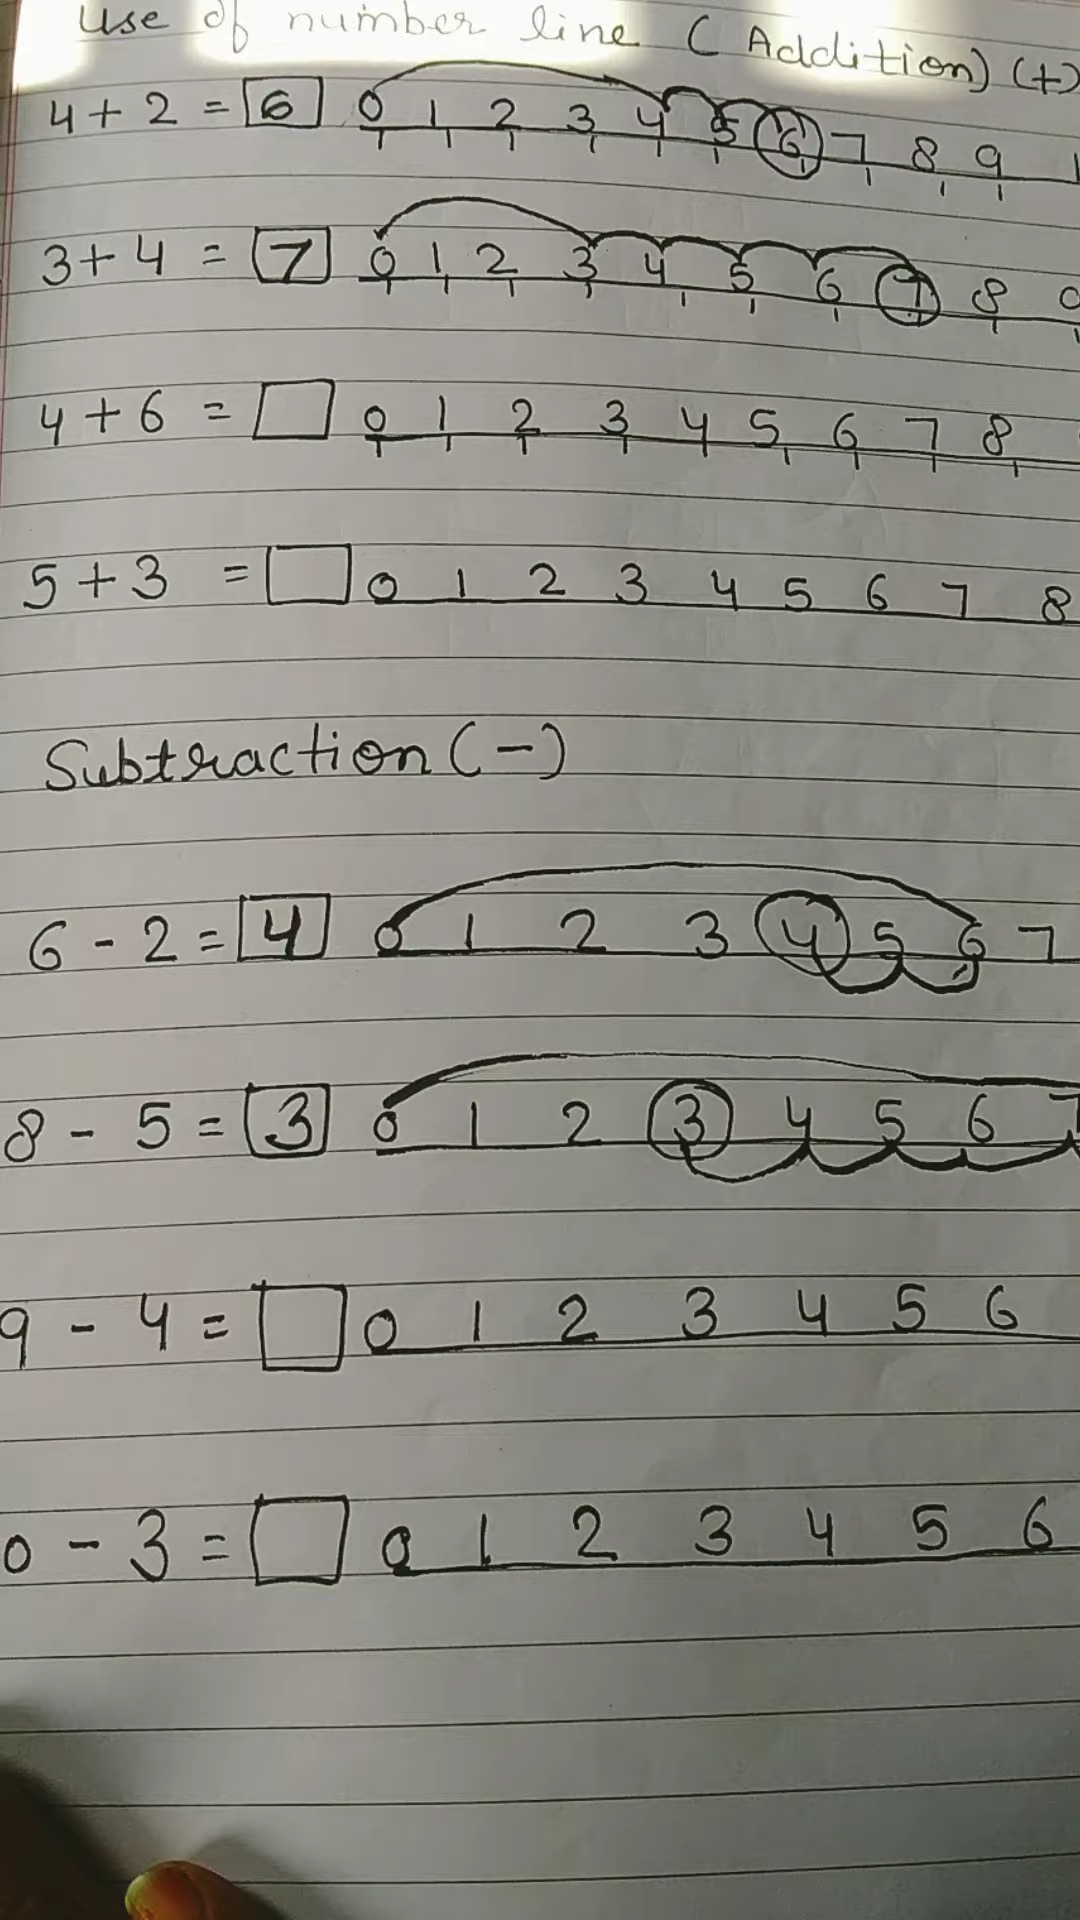 Use of number line (Addition) (+)
4 + 2 = 6 0 1 2 3 4 5 6 7 8 9 1
3 + 4 = 7 0 1 2 3 4 5 6 7 8 9
4 + 6 = 0 1 2 3 4 5 6 7 8
5 + 3 = 0 1 2 3 4 5 6 7 8
Subtraction (-)
6 - 2 = 4 0 1 2 3 4 5 6 7
8 - 5 = 3 0 1 2 3 4 5 6 7
9 - 4 = 0 1 2 3 4 5 6
0 - 3 = 0 1 2 3 4 5 6